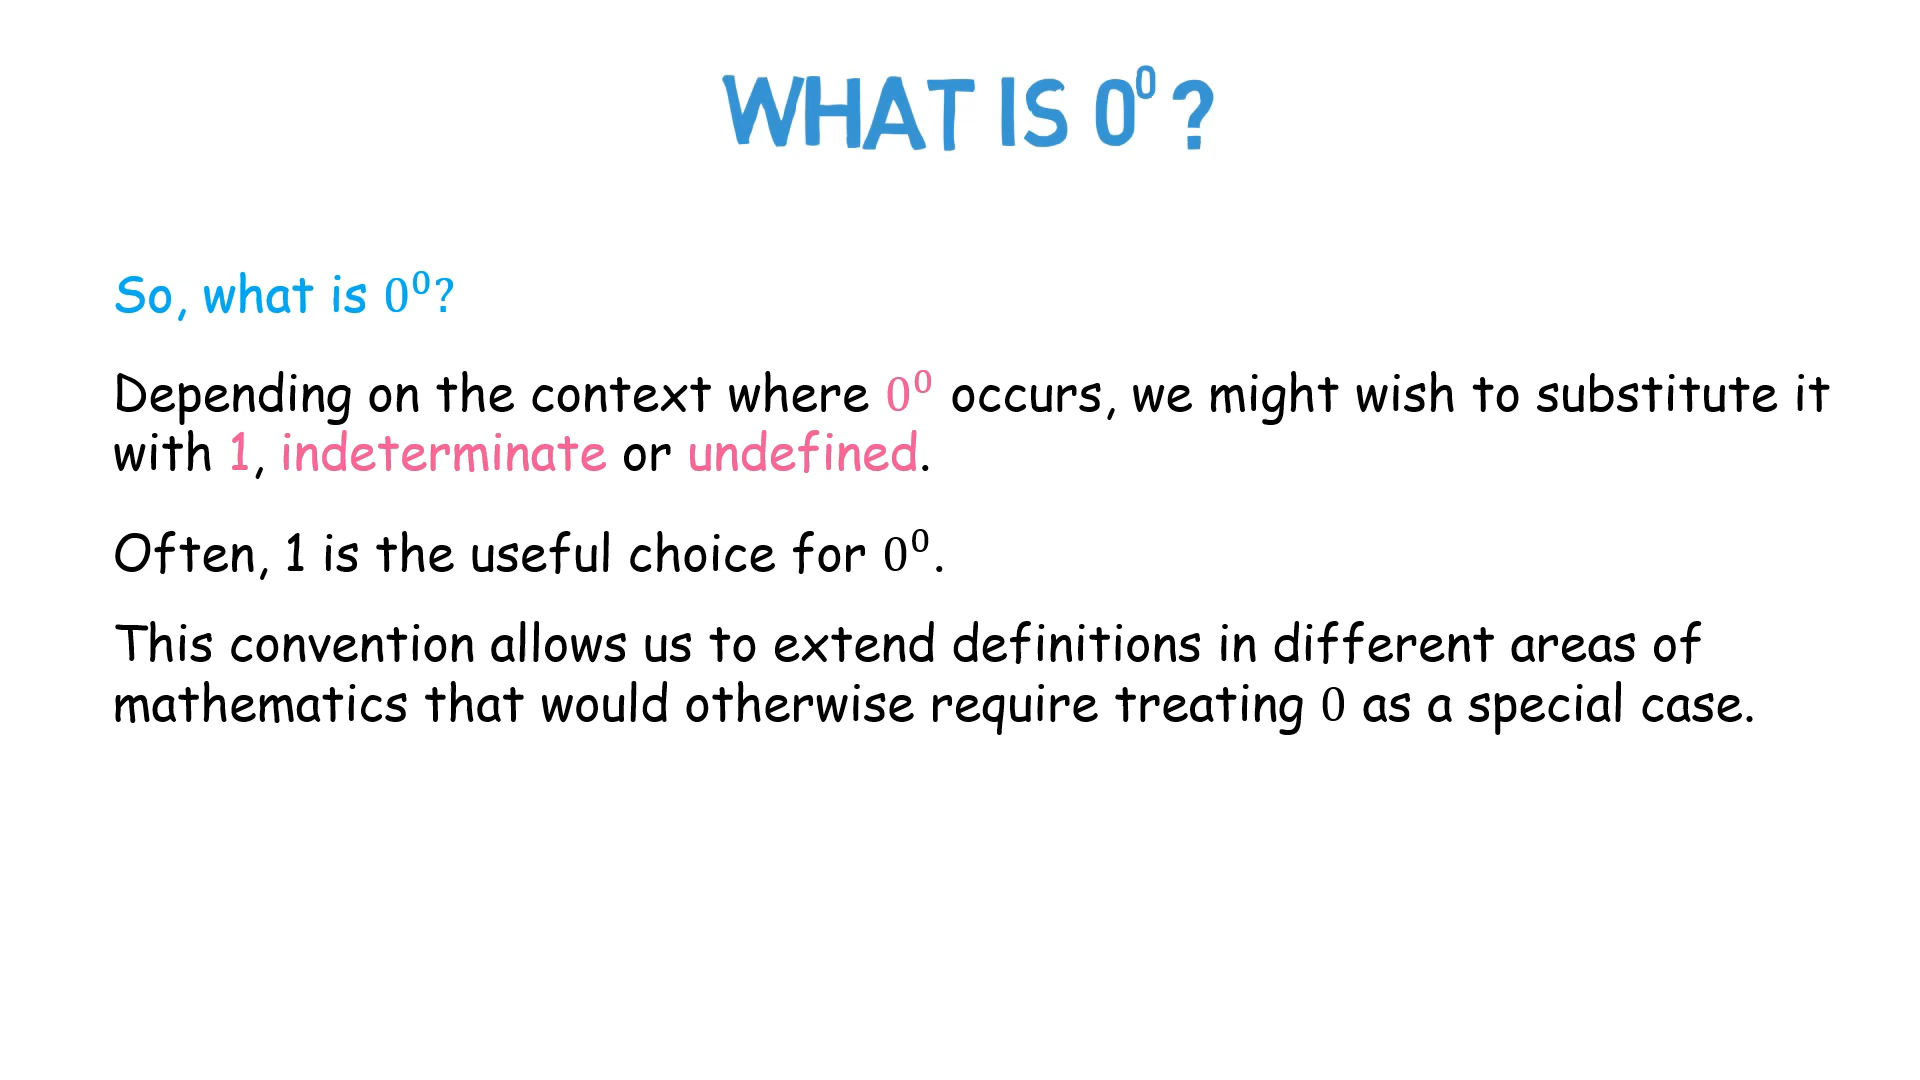 WHAT IS 0⁰?
So, what is 0⁰?
Depending on the context where 0⁰ occurs, we might wish to substitute it
with 1, indeterminate or undefined.
Often, 1 is the useful choice for 0⁰.
This convention allows us to extend definitions in different areas of
mathematics that would otherwise require treating 0 as a special case.